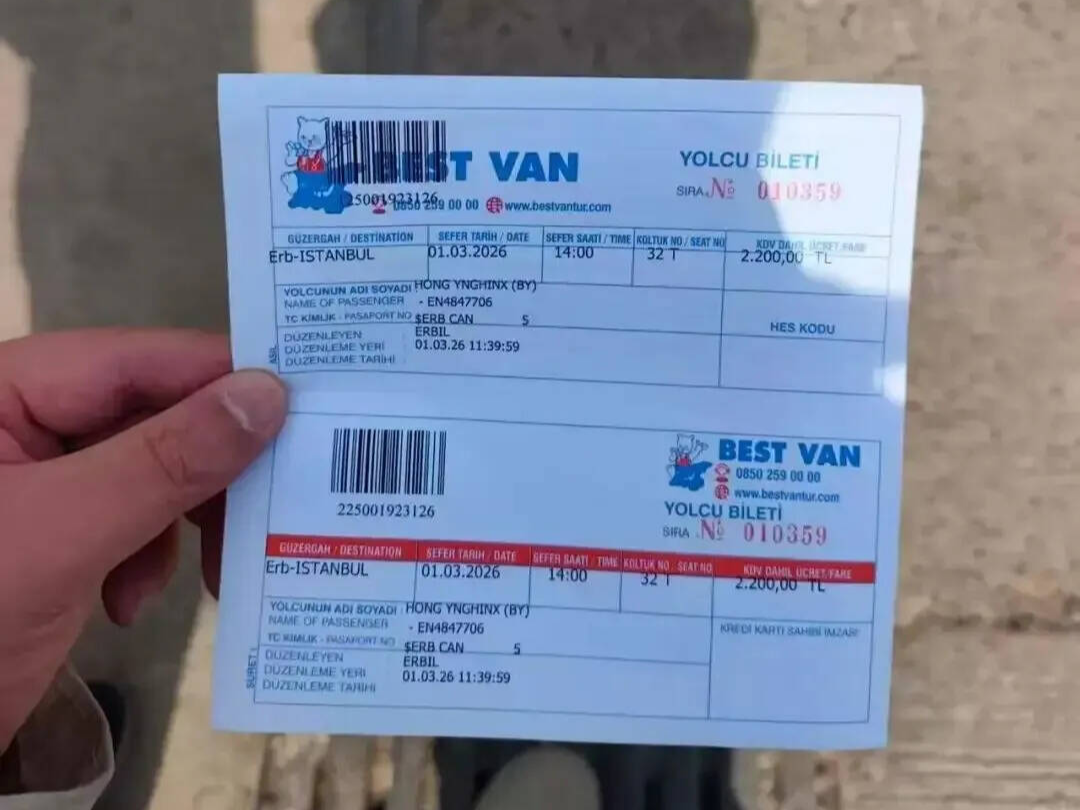 BEST VAN
225001923126
0850 259 00 00 www.bestvantur.com
YOLCU BİLETİ
SIRA Nº 010359
GÜZERGAH / DESTINATION SEFER TARİH / DATE SEFER SAATİ / TIME KOLTUK NO / SEAT NO KDV DAHİL ÜCRET/FARE
Erb-ISTANBUL 01.03.2026 14:00 32 T 2.200,00 TL
YOLCUNUN ADI SOYADI HONG YNGHINX (BY)
NAME OF PASSENGER - EN4847706
TC KİMLİK - PASAPORT NO ŞERB CAN 5
DÜZENLEYEN ERBIL
DÜZENLEME YERİ 01.03.26 11:39:59
DÜZENLEME TARİHİ
HES KODU
ASIL
225001923126
BEST VAN
0850 259 00 00
www.bestvantur.com
YOLCU BİLETİ
SIRA Nº 010359
GÜZERGAH / DESTINATION SEFER TARİH / DATE SEFER SAATİ / TIME KOLTUK NO / SEAT NO KDV DAHİL ÜCRET/FARE
Erb-ISTANBUL 01.03.2026 14:00 32 T 2.200,00 TL
YOLCUNUN ADI SOYADI HONG YNGHINX (BY)
NAME OF PASSENGER - EN4847706
TC KİMLİK - PASAPORT NO ŞERB CAN 5
DÜZENLEYEN ERBIL
DÜZENLEME YERİ 01.03.26 11:39:59
DÜZENLEME TARİHİ
KREDİ KARTI SAHİBİ İMZASI
SURET